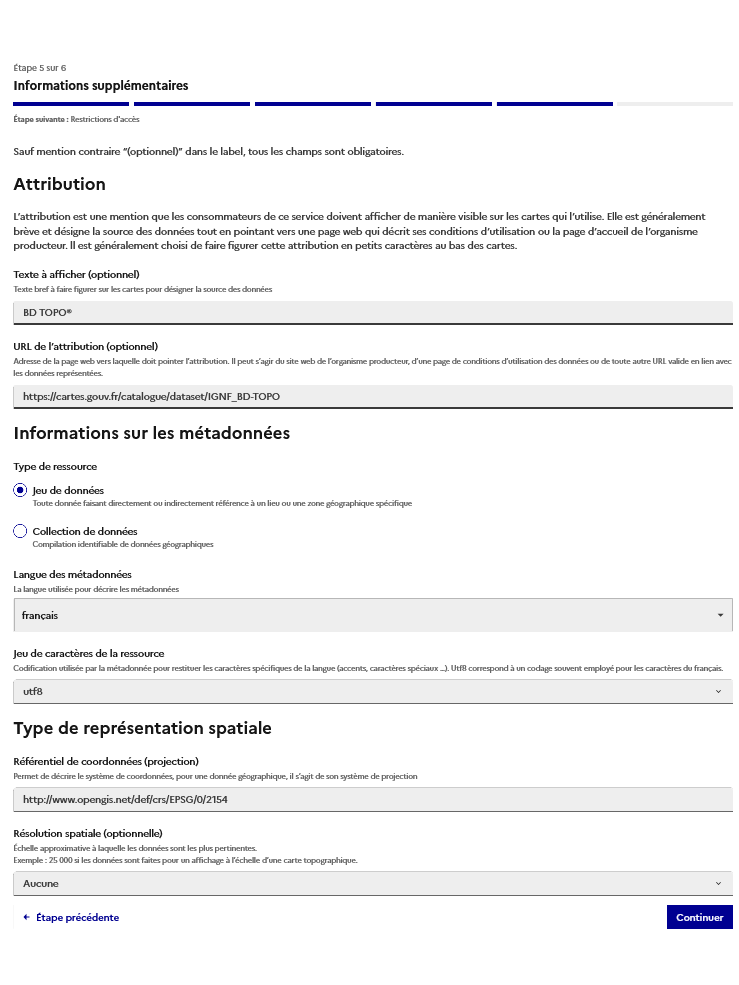 Étape 5 sur 6
Informations supplémentaires
Étape suivante : Restrictions d'accès
Sauf mention contraire “(optionnel)” dans le label, tous les champs sont obligatoires.
Attribution
L’attribution est une mention que les consommateurs de ce service doivent afficher de manière visible sur les cartes qui l’utilise. Elle est généralement
brève et désigne la source des données tout en pointant vers une page web qui décrit ses conditions d’utilisation ou la page d’accueil de l’organisme
producteur. Il est généralement choisi de faire figurer cette attribution en petits caractères au bas des cartes.
Texte à afficher (optionnel)
Texte bref à faire figurer sur les cartes pour désigner la source des données
BD TOPO®
URL de l’attribution (optionnel)
Adresse de la page web vers laquelle doit pointer l’attribution. Il peut s’agir du site web de l’organisme producteur, d’une page de conditions d’utilisation des données ou de toute autre URL valide en lien avec
les données représentées.
https://cartes.gouv.fr/catalogue/dataset/IGNF_BD-TOPO
Informations sur les métadonnées
Type de ressource
Jeu de données
Toute donnée faisant directement ou indirectement référence à un lieu ou une zone géographique spécifique
Collection de données
Compilation identifiable de données géographiques
Langue des métadonnées
La langue utilisée pour décrire les métadonnées
français
Jeu de caractères de la ressource
Codification utilisée par la métadonnée pour restituer les caractères spécifiques de la langue (accents, caractères spéciaux ...). Utf8 correspond à un codage souvent employé pour les caractères du français.
utf8
Type de représentation spatiale
Référentiel de coordonnées (projection)
Permet de décrire le système de coordonnées, pour une donnée géographique, il s’agit de son système de projection
http://www.opengis.net/def/crs/EPSG/0/2154
Résolution spatiale (optionnelle)
Échelle approximative à laquelle les données sont les plus pertinentes.
Exemple : 25 000 si les données sont faites pour un affichage à l’échelle d’une carte topographique.
Aucune
← Étape précédente
Continuer